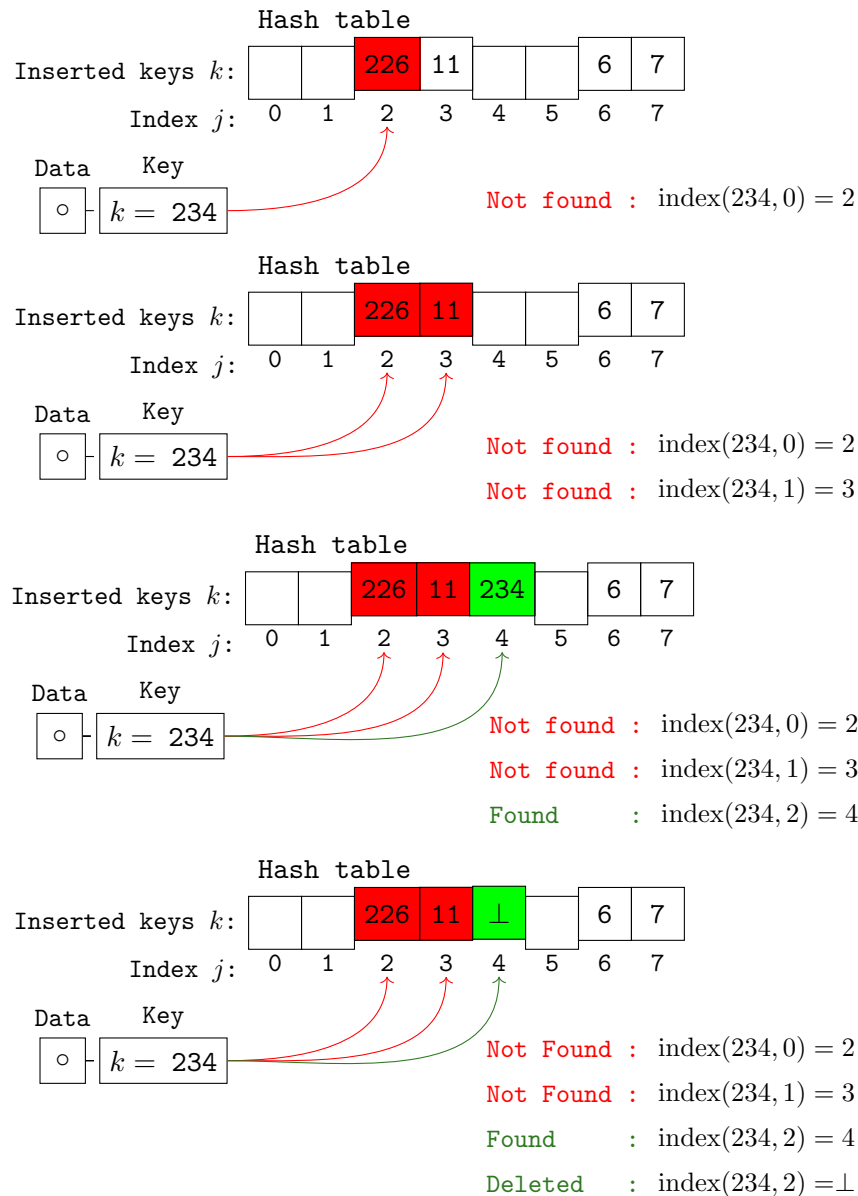 Hash table
Inserted keys k: 226 11 6 7
Index j: 0 1 2 3 4 5 6 7
Data Key
∘ k = 234 Not found : index(234, 0) = 2
Hash table
Inserted keys k: 226 11 6 7
Index j: 0 1 2 3 4 5 6 7
Data Key
∘ k = 234 Not found : index(234, 0) = 2
Not found : index(234, 1) = 3
Hash table
Inserted keys k: 226 11 234 6 7
Index j: 0 1 2 3 4 5 6 7
Data Key
∘ k = 234 Not found : index(234, 0) = 2
Not found : index(234, 1) = 3
Found : index(234, 2) = 4
Hash table
Inserted keys k: 226 11 ⊥ 6 7
Index j: 0 1 2 3 4 5 6 7
Data Key
∘ k = 234 Not Found : index(234, 0) = 2
Not Found : index(234, 1) = 3
Found : index(234, 2) = 4
Deleted : index(234, 2) =⊥